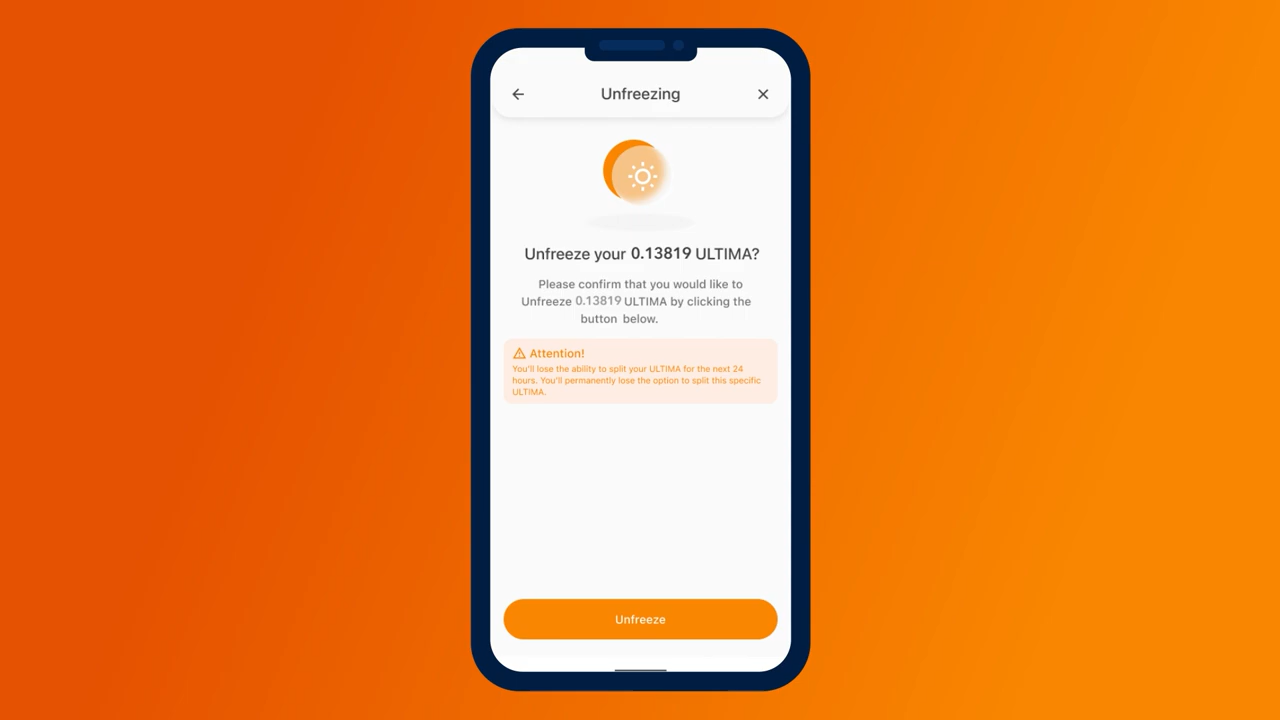 Unfreezing
Unfreeze your 0.13819 ULTIMA?
Please confirm that you would like to
Unfreeze 0.13819 ULTIMA by clicking the
button below.
Attention!
You'll lose the ability to split your ULTIMA for the next 24
hours. You'll permanently lose the option to split this specific
ULTIMA.
Unfreeze